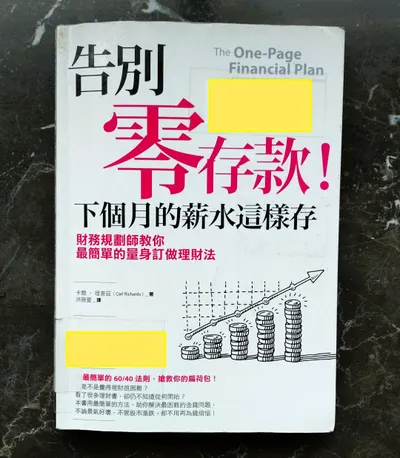 The One-Page
Financial Plan
告別
零存款!
下個月的薪水這樣存
財務規劃師教你
最簡單的量身訂做理財法
卡爾．理查茲（Carl Richards）著
洪慧芳 譯
最簡單的 60/40 法則，搶救你的扁荷包！
是不是覺得理財很困難？
看了很多理財書，卻仍不知道從何開始？
本書用最簡單的方法，助你解決最困難的金錢問題，
不論景氣好壞，不管股市漲跌，都不用再為錢煩惱！